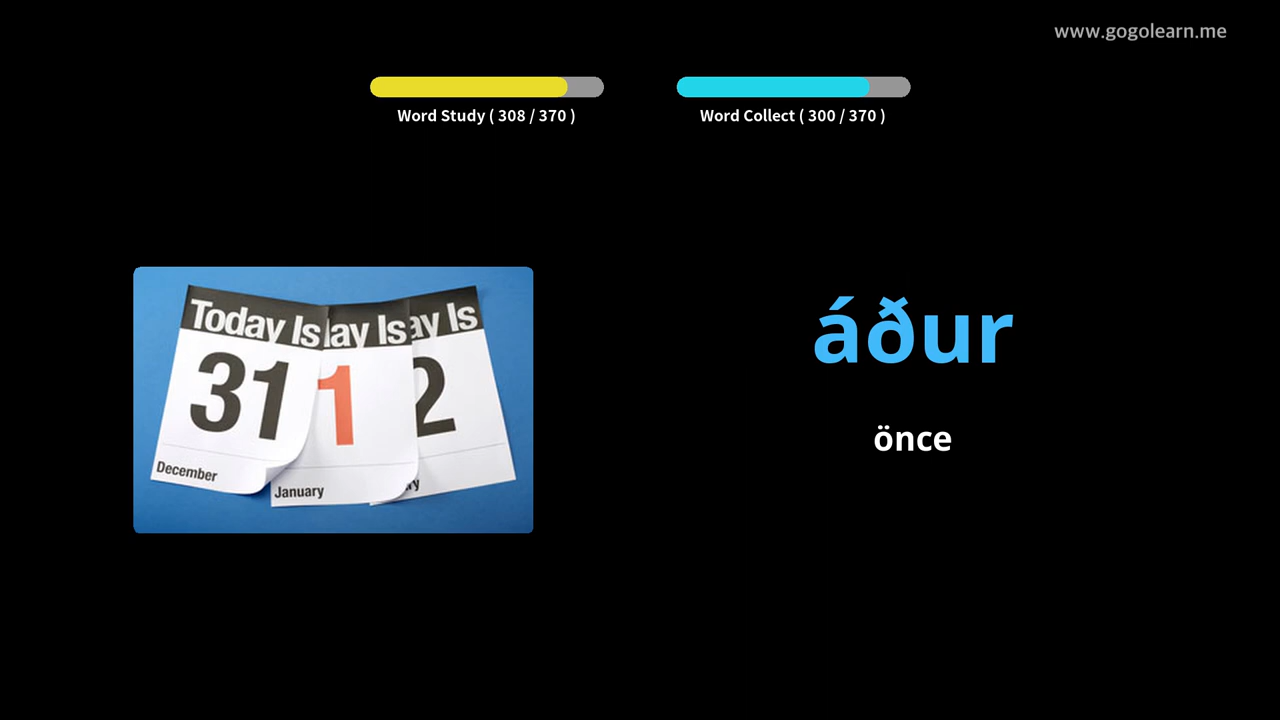 www.gogolearn.me
Word Study ( 308 / 370 )
Word Collect ( 300 / 370 )
Today Is
31
December
ay Is
1
January
ay Is
2
áður
önce